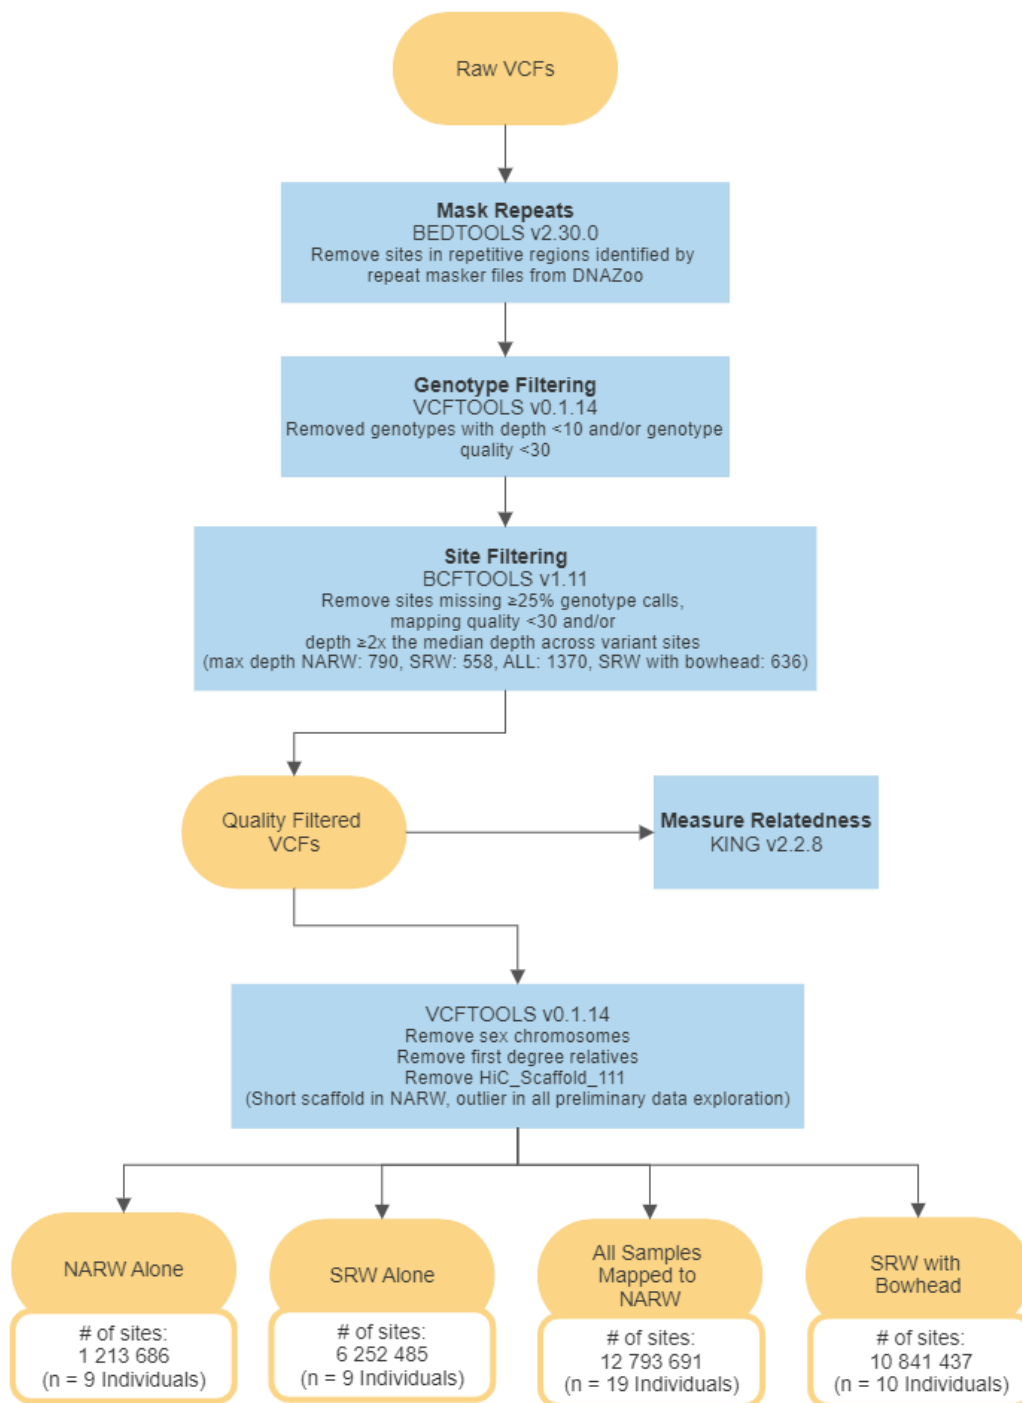 Raw VCFs
Mask Repeats
BEDTOOLS v2.30.0
Remove sites in repetitive regions identified by
repeat masker files from DNAZoo
Genotype Filtering
VCFTOOLS v0.1.14
Removed genotypes with depth <10 and/or genotype
quality <30
Site Filtering
BCFTOOLS v1.11
Remove sites missing ≥25% genotype calls,
mapping quality <30 and/or
depth ≥2x the median depth across variant sites
(max depth NARW: 790, SRW: 558, ALL: 1370, SRW with bowhead: 636)
Quality Filtered
VCFs
Measure Relatedness
KING v2.2.8
VCFTOOLS v0.1.14
Remove sex chromosomes
Remove first degree relatives
Remove HiC_Scaffold_111
(Short scaffold in NARW, outlier in all preliminary data exploration)
NARW Alone
# of sites:
1 213 686
(n = 9 Individuals)
SRW Alone
# of sites:
6 252 485
(n = 9 Individuals)
All Samples
Mapped to
NARW
# of sites:
12 793 691
(n = 19 Individuals)
SRW with
Bowhead
# of sites:
10 841 437
(n = 10 Individuals)